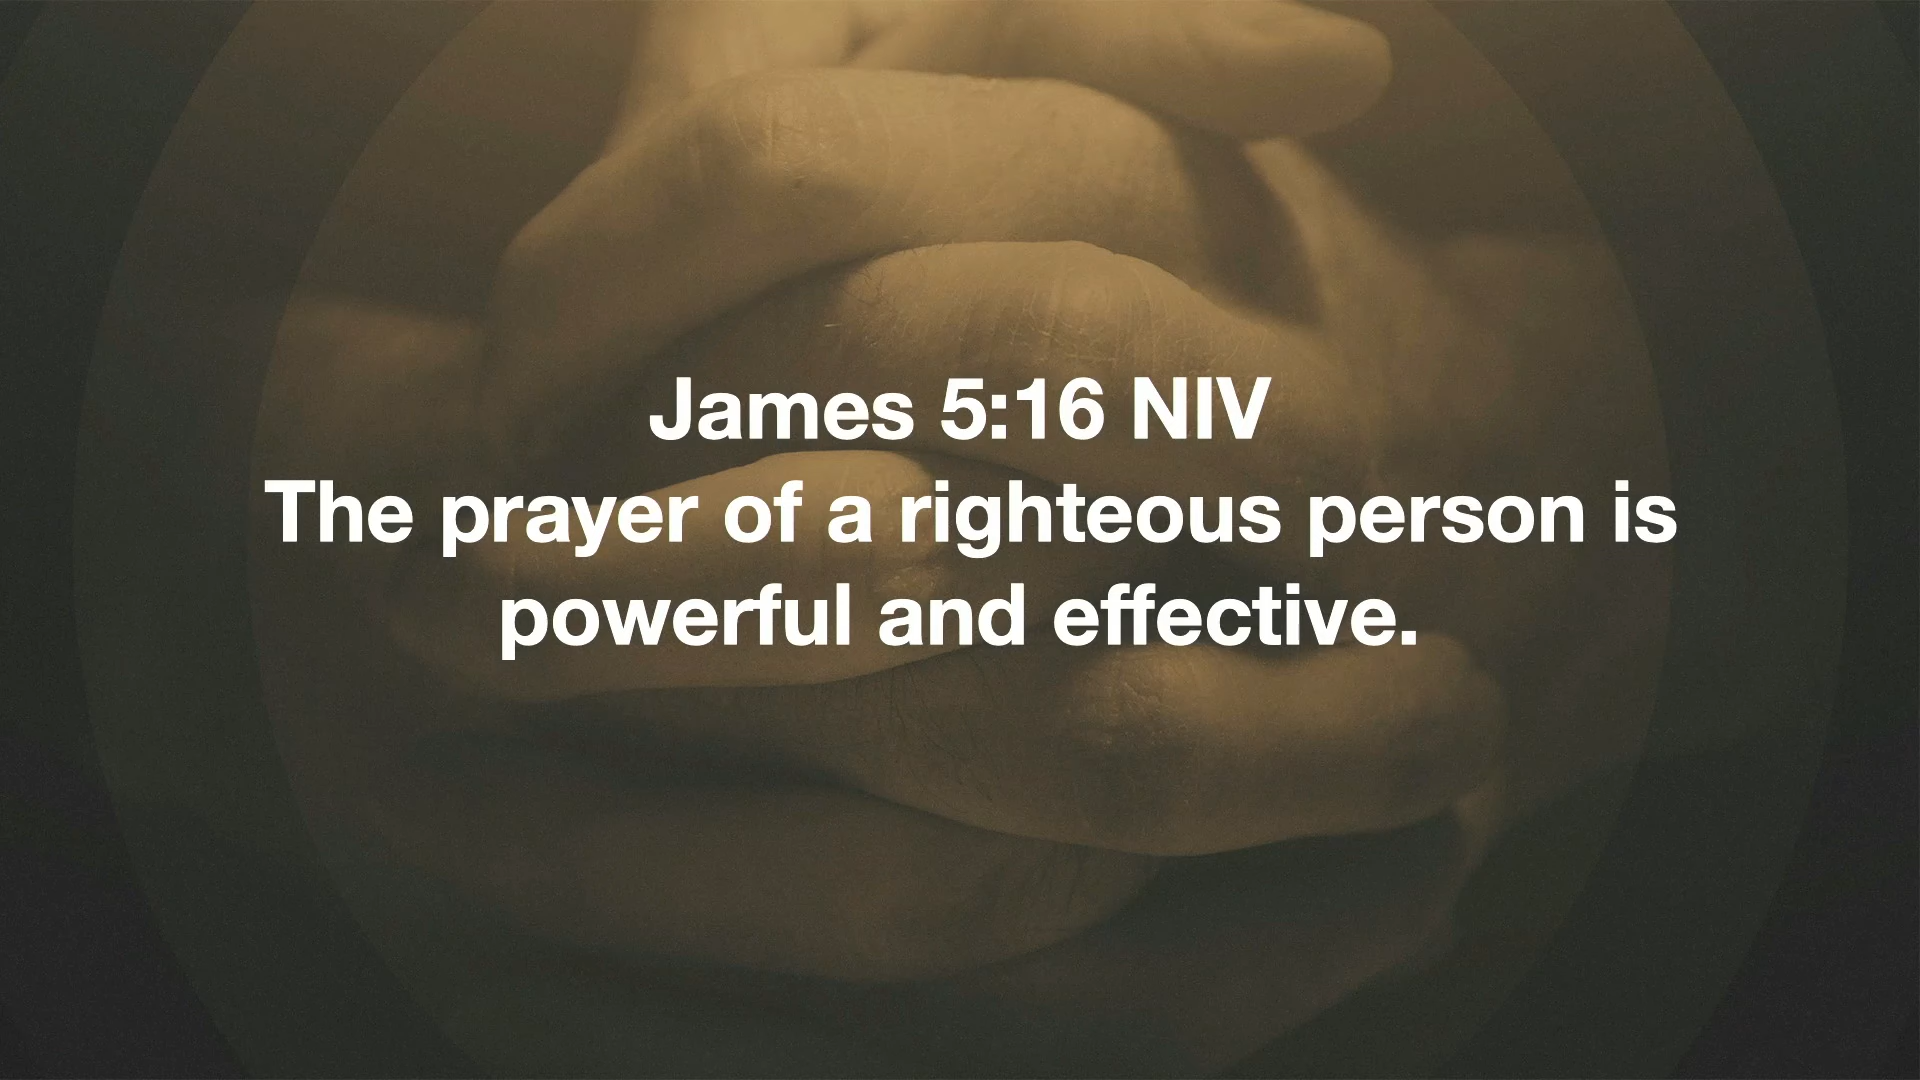 James 5:16 NIV
The prayer of a righteous person is
powerful and effective.